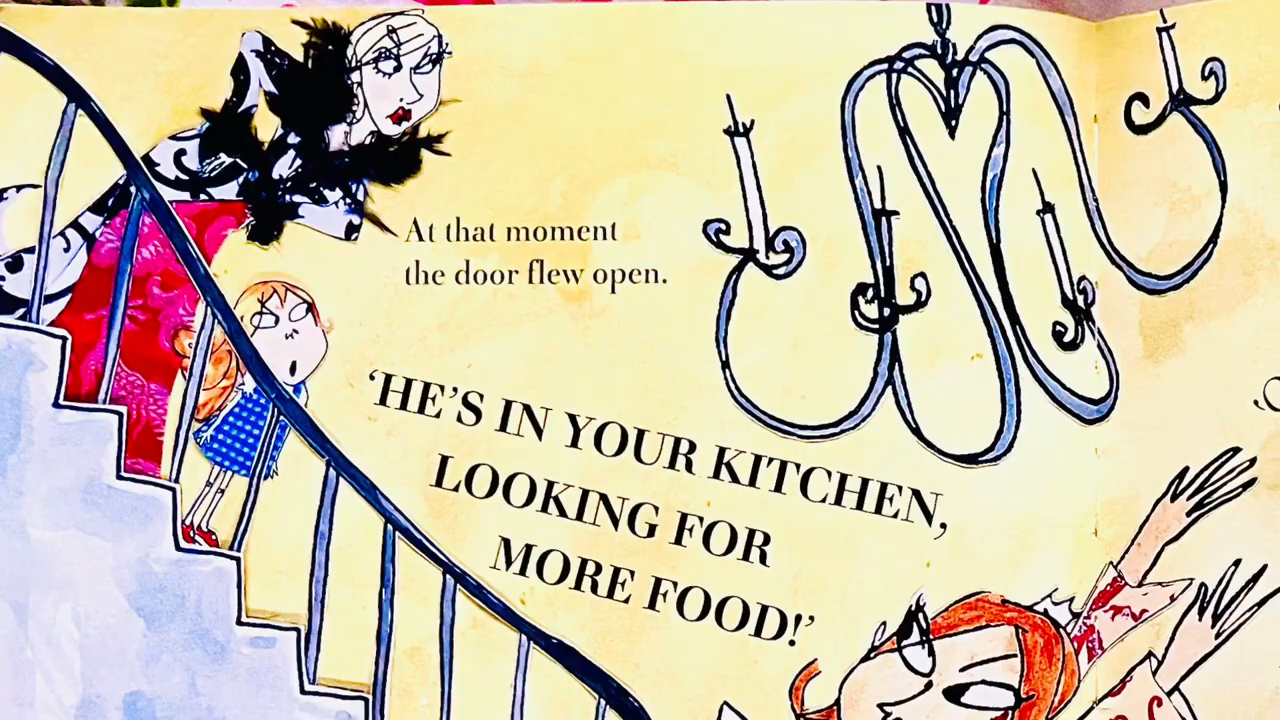 At that moment
the door flew open.
‘HE’S IN YOUR KITCHEN,
LOOKING FOR
MORE FOOD!’